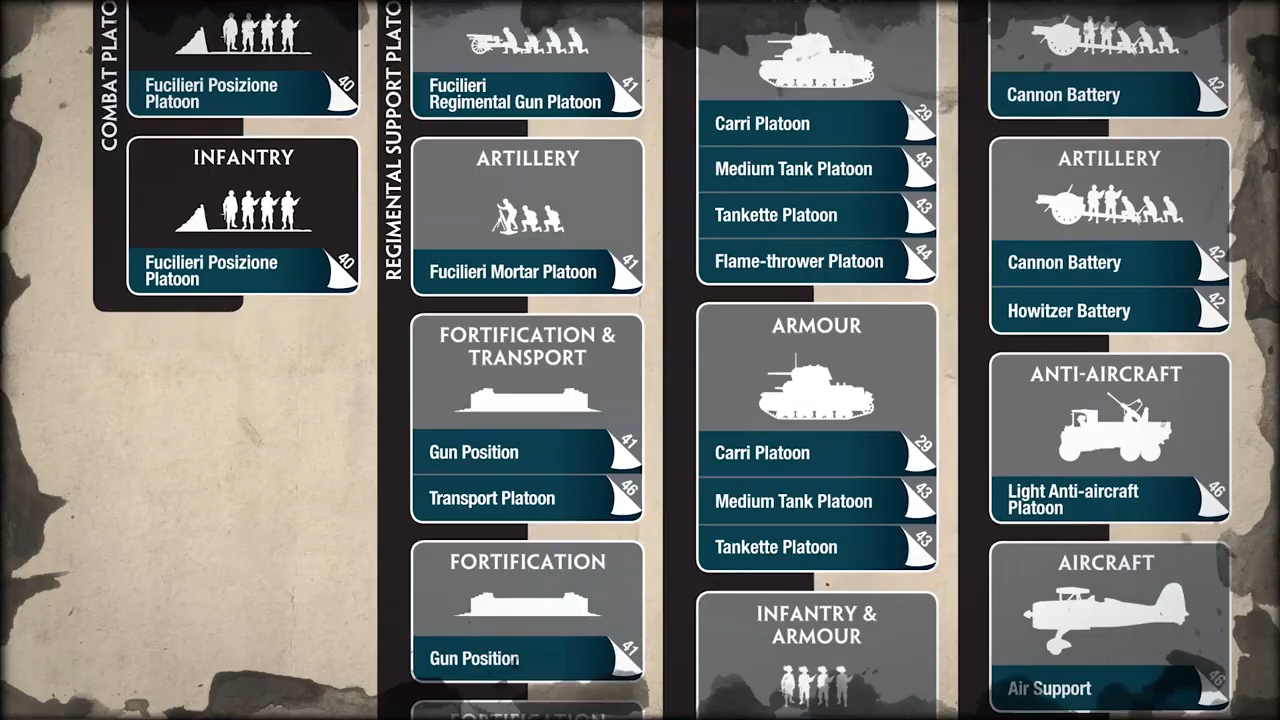 COMBAT PLATO
Fucilieri Posizione
Platoon
40
INFANTRY
Fucilieri Posizione
Platoon
40
REGIMENTAL SUPPORT PLATO
Fucilieri
Regimental Gun Platoon
41
ARTILLERY
Fucilieri Mortar Platoon
41
FORTIFICATION &
TRANSPORT
Gun Position
41
Transport Platoon
46
FORTIFICATION
Gun Position
41
FORTIFICATION
Carri Platoon
29
Medium Tank Platoon
43
Tankette Platoon
43
Flame-thrower Platoon
44
ARMOUR
Carri Platoon
29
Medium Tank Platoon
43
Tankette Platoon
43
INFANTRY &
ARMOUR
Cannon Battery
42
ARTILLERY
Cannon Battery
42
Howitzer Battery
42
ANTI-AIRCRAFT
Light Anti-aircraft
Platoon
46
AIRCRAFT
Air Support
46